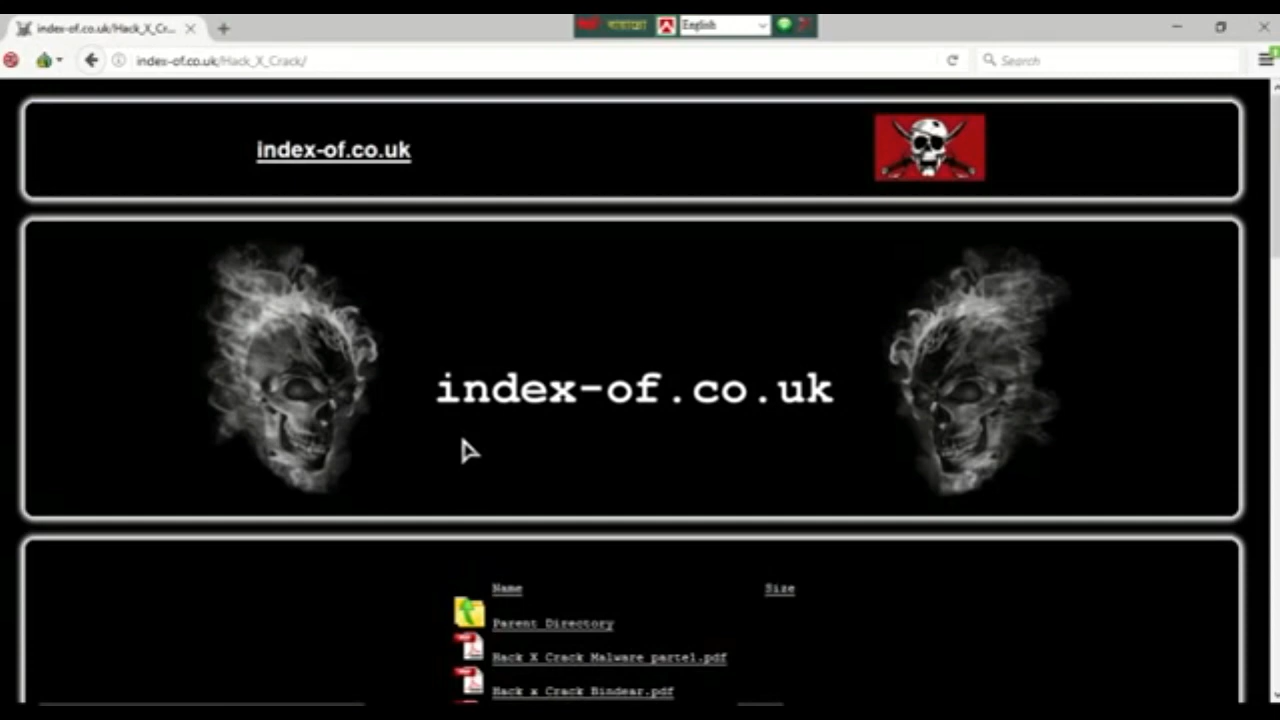 index-of.co.uk/Hack_X_Cr...
English
index-of.co.uk/Hack_X_Crack/
Search
index-of.co.uk
index-of.co.uk
Name Size
Parent Directory
Hack X Crack Malware parte1.pdf
Hack x Crack Bindear.pdf